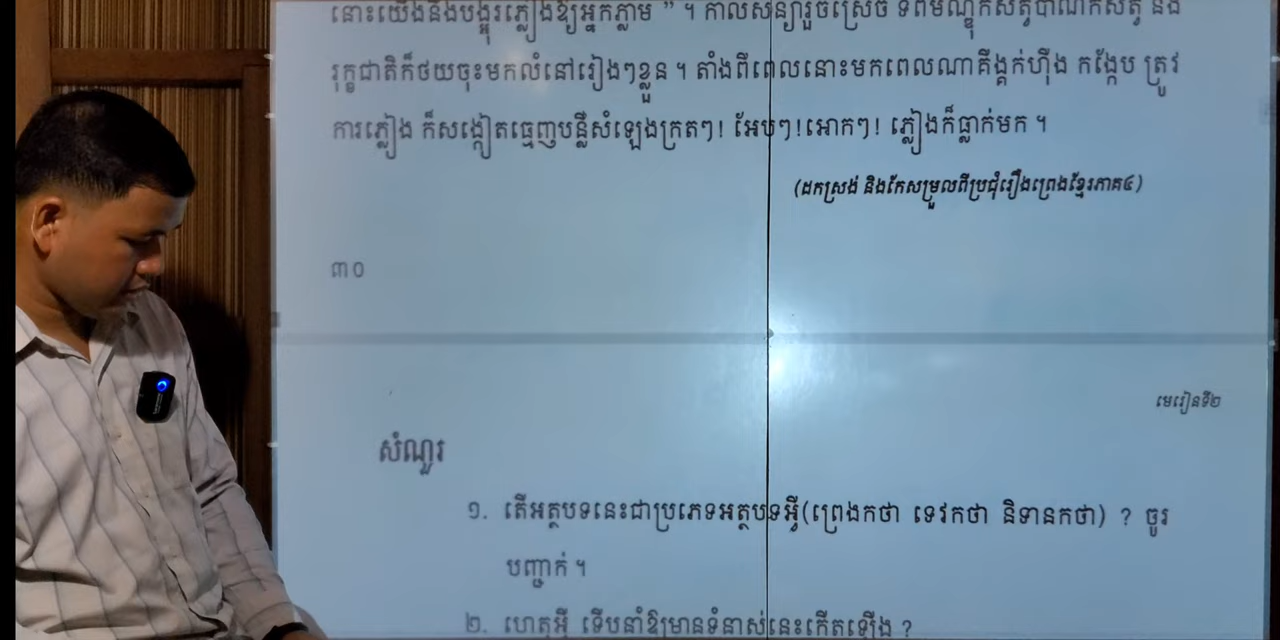 នោះយើងនឹងបង្អុរភ្លៀងឱ្យអ្នកភ្លាម ” ។ កាលសន្យារួចស្រេច ទ័ពមណ្ឌូកសត្វបាណកសត្វ និង
រុក្ខជាតិក៏ថយចុះមកលំនៅរៀងៗខ្លួន ។ តាំងពីពេលនោះមកពេលណាគីង្គក់ហ៊ីង កង្កែប ត្រូវ
ការភ្លៀង ក៏សង្កៀតធ្មេញបន្លឺសំឡេងក្រតៗ! អែបៗ!អោកៗ! ភ្លៀងក៏ធ្លាក់មក ។
(ដកស្រង់ និងកែសម្រួលពីប្រជុំរឿងព្រេងខ្មែរភាគ៤)
៣០
មេរៀនទី២
សំណួរ
១. តើអត្ថបទនេះជាប្រភេទអត្ថបទអ្វី(ព្រេងកថា ទេវកថា និទានកថា) ? ចូរ
បញ្ជាក់ ។
២. ហេតុអ្វី ទើបនាំឱ្យមានទំនាស់នេះកើតឡើង ?